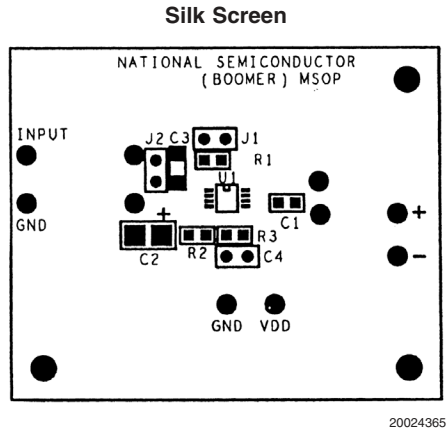 Silk Screen
NATIONAL SEMICONDUCTOR
(BOOMER) MSOP
INPUT
J2 C3 J1
R1
U1
GND
+
+
C1
C2
R2
R3
C4
-
GND VDD
20024365